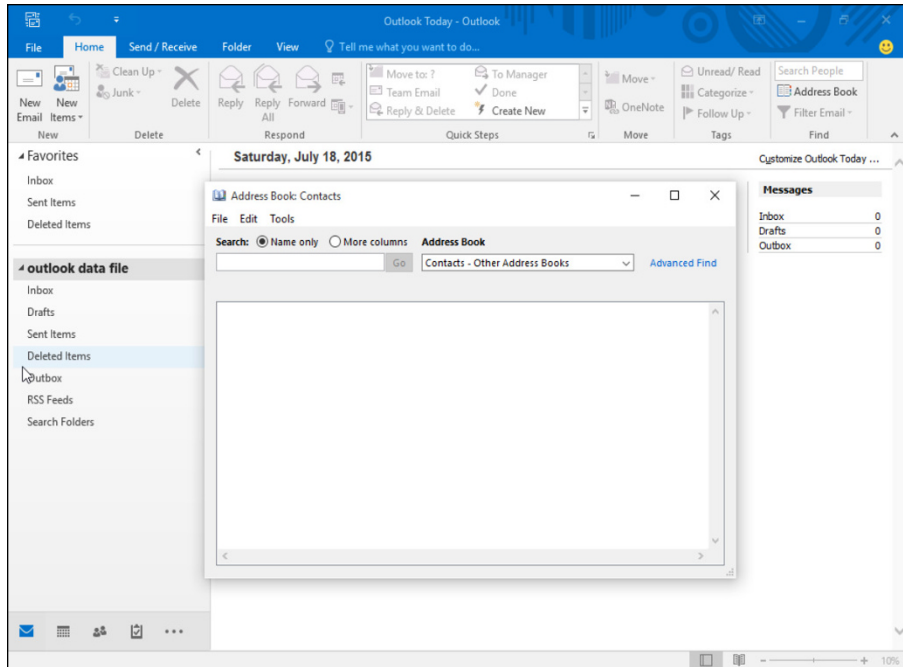 Outlook Today - Outlook
File Home Send / Receive Folder View Tell me what you want to do...
New Email
New Items
Clean Up
Junk
Delete
Reply
Reply All
Forward
Move to: ?
Team Email
Reply & Delete
To Manager
Done
Create New
Move
OneNote
Unread/ Read
Categorize
Follow Up
Search People
Address Book
Filter Email
New Delete Respond Quick Steps Move Tags Find
Favorites
Inbox
Sent Items
Deleted Items
outlook data file
Inbox
Drafts
Sent Items
Deleted Items
Outbox
RSS Feeds
Search Folders
Saturday, July 18, 2015
Customize Outlook Today ...
Messages
Inbox 0
Drafts 0
Outbox 0
Address Book: Contacts
File Edit Tools
Search: Name only More columns Address Book
Go Contacts - Other Address Books Advanced Find
10%